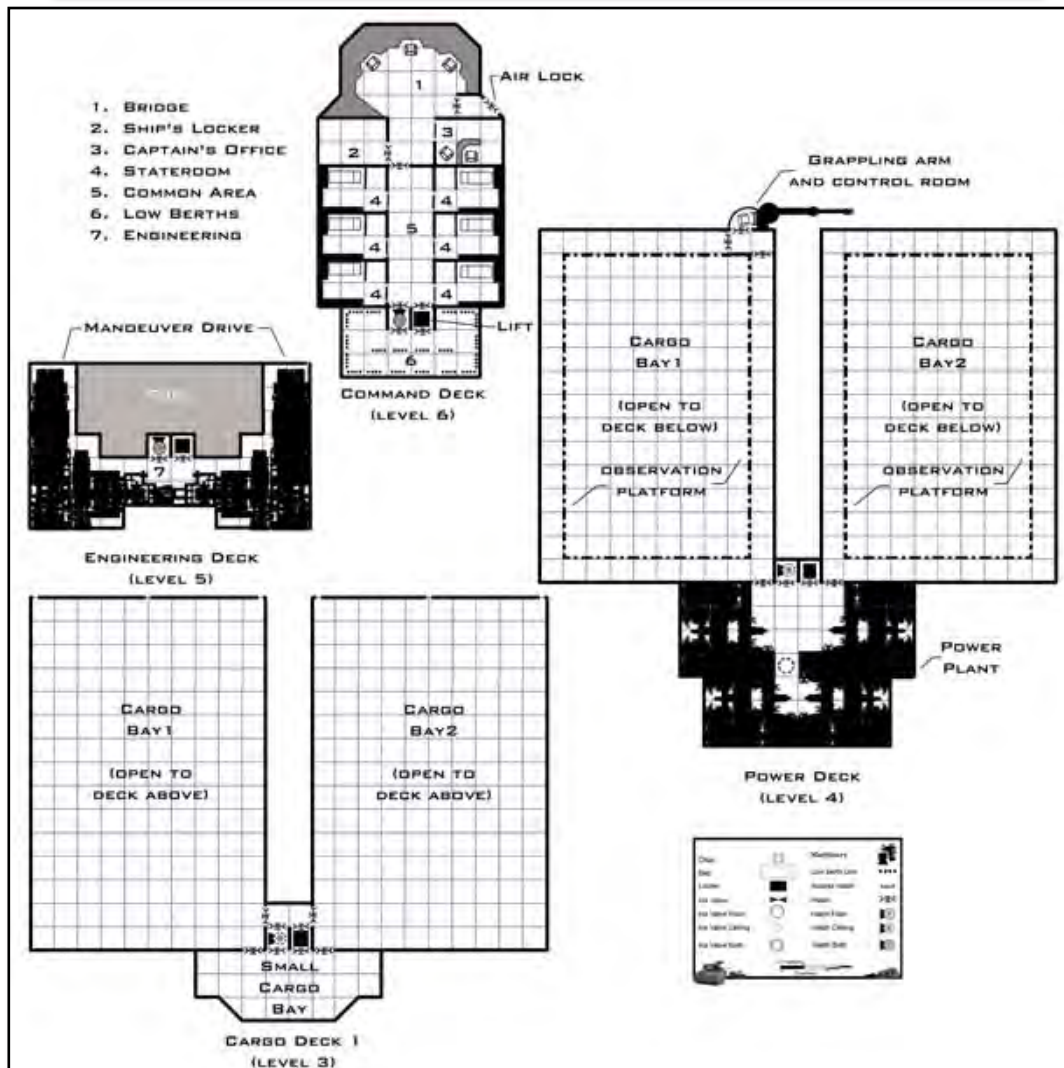 1. Bridge
2. Ship's Locker
3. Captain's Office
4. Stateroom
5. Common Area
6. Low Berths
7. Engineering
1
Air Lock
2
3
4
4
5
4
4
4
4
Lift
6
Command Deck
(Level 6)
Grappling Arm
and Control Room
Cargo
Bay1
(Open to
Deck Below)
Observation
Platform
Cargo
Bay2
(Open to
Deck Below)
Observation
Platform
Power
Plant
Power Deck
(Level 4)
Manoeuver Drive
7
Engineering Deck
(Level 5)
Cargo
Bay1
(Open to
Deck Above)
Cargo
Bay2
(Open to
Deck Above)
Small
Cargo
Bay
Cargo Deck 1
(Level 3)